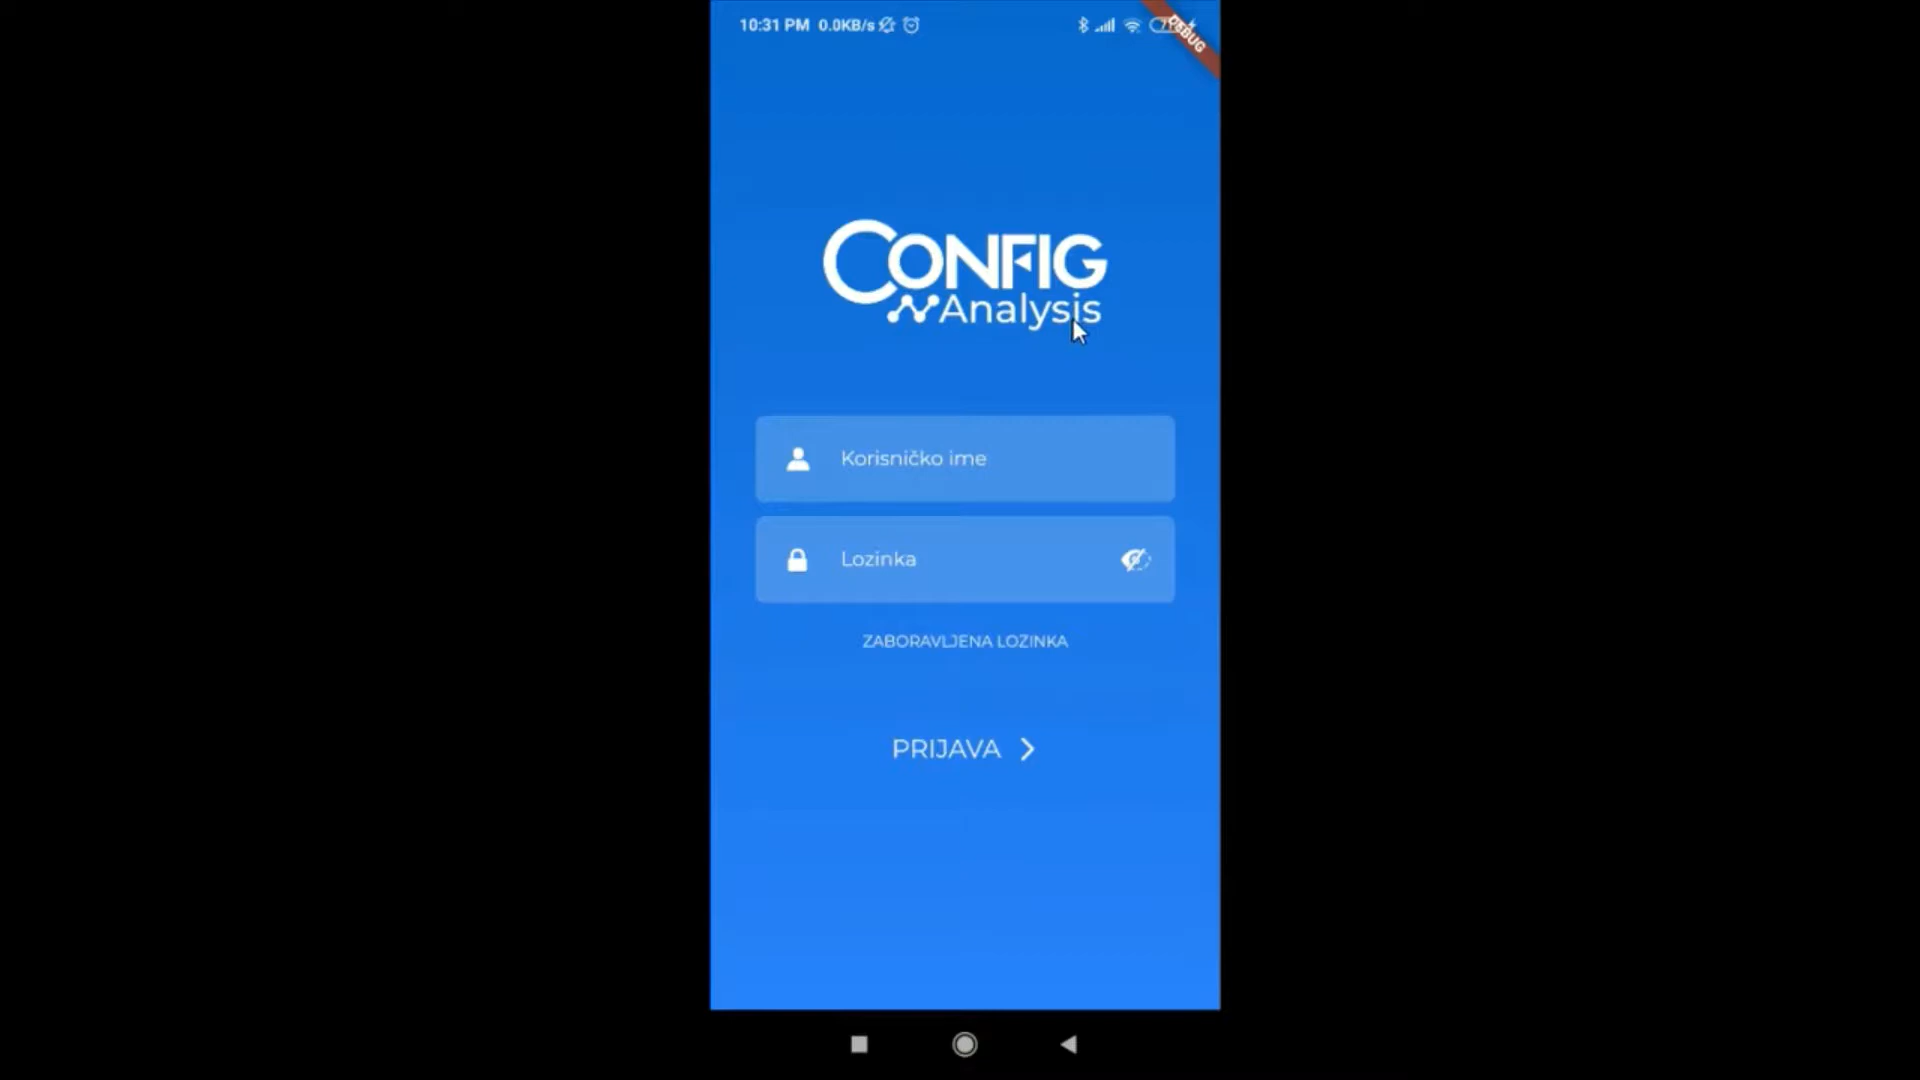 10:31 PM 0.0KB/s
DEBUG
CONFIG
Analysis
Korisničko ime
Lozinka
ZABORAVLJENA LOZINKA
PRIJAVA